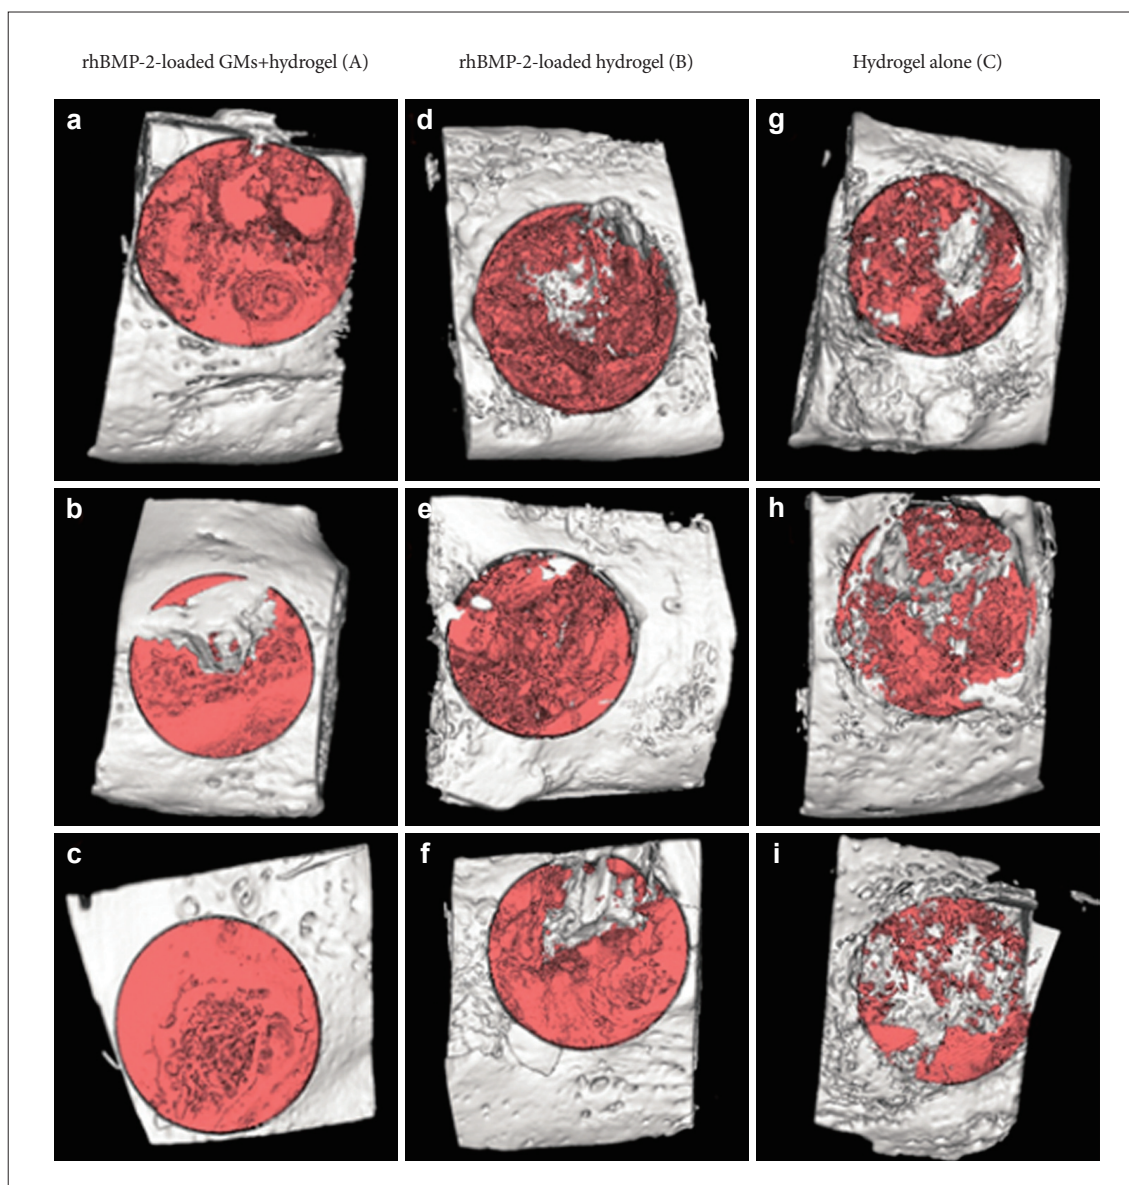 rhBMP-2-loaded GMs+hydrogel (A) rhBMP-2-loaded hydrogel (B) Hydrogel alone (C)
a d g
b e h
c f i